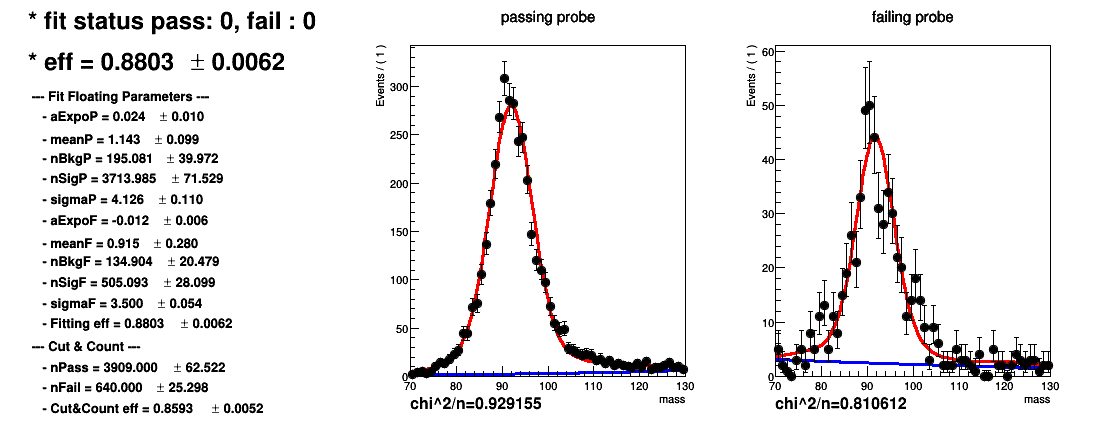 * fit status pass: 0, fail : 0
* eff = 0.8803 ± 0.0062
--- Fit Floating Parameters ---
- aExpoP = 0.024 ± 0.010
- meanP = 1.143 ± 0.099
- nBkgP = 195.081 ± 39.972
- nSigP = 3713.985 ± 71.529
- sigmaP = 4.126 ± 0.110
- aExpoF = -0.012 ± 0.006
- meanF = 0.915 ± 0.280
- nBkgF = 134.904 ± 20.479
- nSigF = 505.093 ± 28.099
- sigmaF = 3.500 ± 0.054
- Fitting eff = 0.8803 ± 0.0062
--- Cut & Count ---
- nPass = 3909.000 ± 62.522
- nFail = 640.000 ± 25.298
- Cut&Count eff = 0.8593 ± 0.0052
passing probe
Events / ( 1 )
300
250
200
150
100
50
0
70 80 90 100 110 120 130
mass
chi^2/n=0.929155
failing probe
Events / ( 1 )
60
50
40
30
20
10
0
70 80 90 100 110 120 130
mass
chi^2/n=0.810612